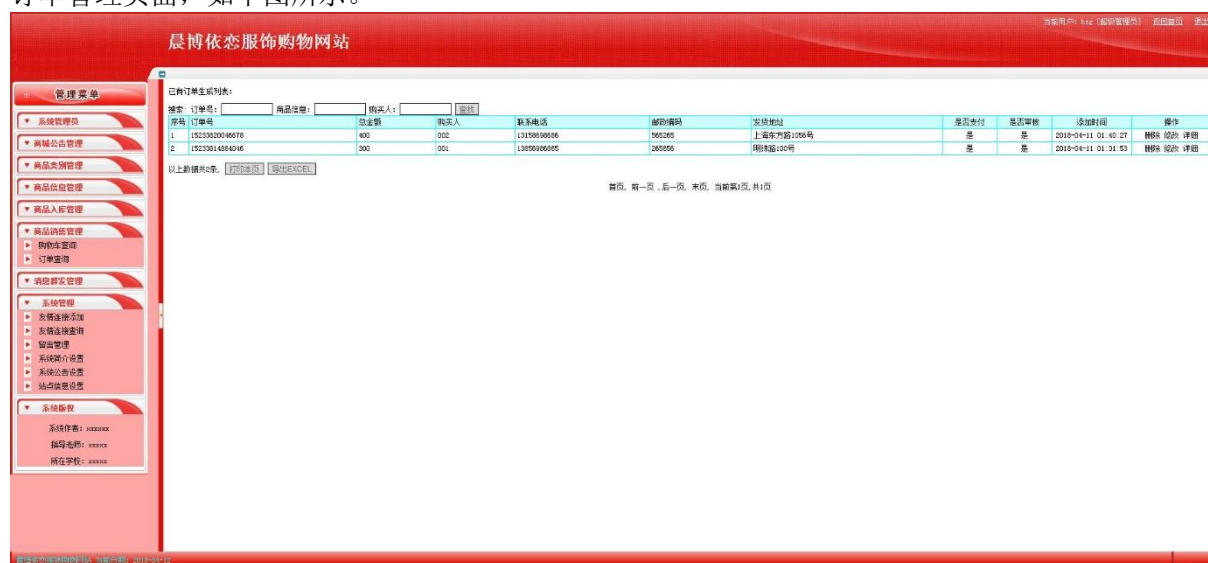 订单管理页面，如下图所示。
当前用户: hsg [超级管理员] 返回首页 退出
晨博依恋服饰购物网站
管理菜单
系统管理员
商城公告管理
商品类别管理
商品信息管理
商品入库管理
商品销售管理
购物车查询
订单查询
消息群发管理
系统管理
友情连接添加
友情连接查询
留言管理
系统简介设置
系统公告设置
站点信息设置
系统版权
系统作者: xxxxxx
指导老师: xxxxx
所在学校: xxxxx
已有订单生成列表:
搜索: 订单号: 商品信息: 购买人: 查找
序号 订单号 总金额 购买人 联系电话 邮政编码 发货地址 是否支付 是否审核 添加时间 操作
1 15233820046678 400 002 13158698686 565265 上海东方路1056号 是 是 2018-04-11 01:40:27 删除 修改 详细
2 15233814864046 300 001 13856986885 265656 100号 是 是 2018-04-11 01:31:53 删除 修改 详细
以上数据共2条, 打印本页 导出EXCEL
首页, 前一页 ,后一页, 末页, 当前第1页, 共1页